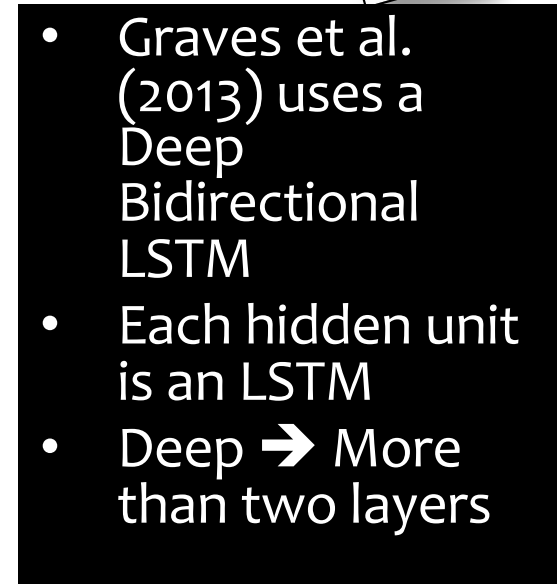 • Graves et al.
(2013) uses a
Deep
Bidirectional
LSTM
• Each hidden unit
is an LSTM
• Deep ➔ More
than two layers